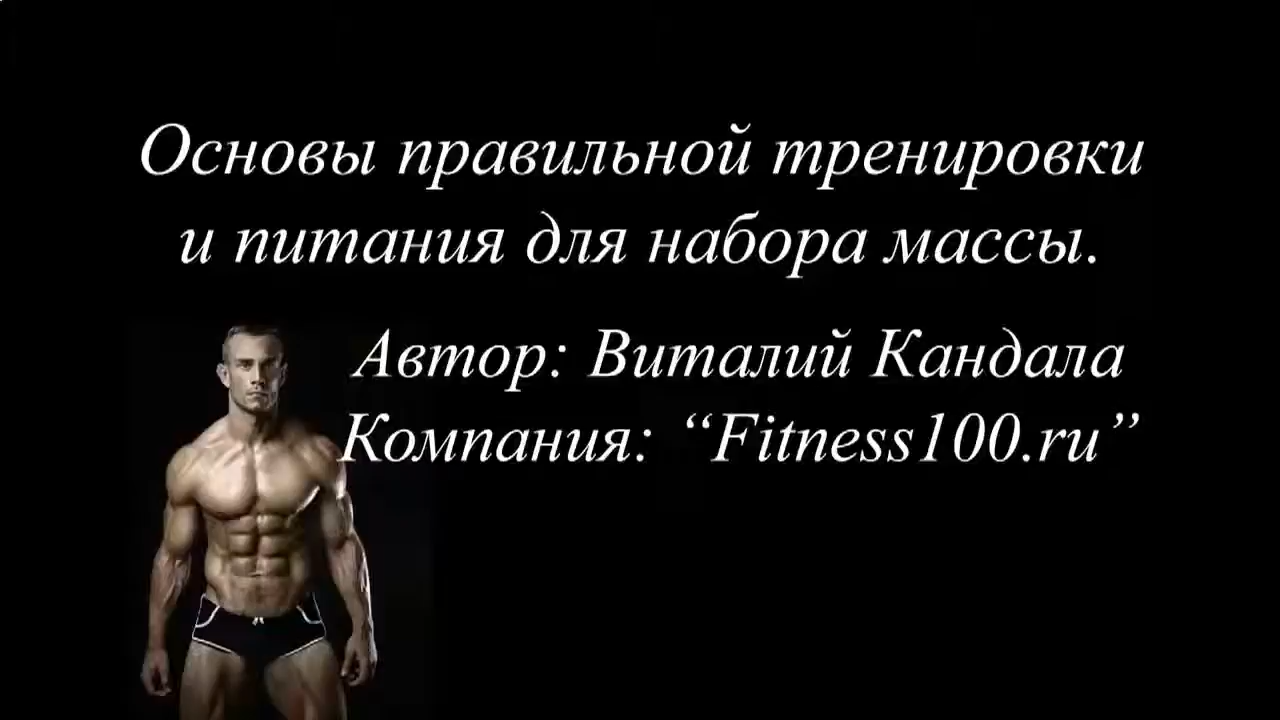 Основы правильной тренировки
и питания для набора массы.
Автор: Виталий Кандала
Компания: “Fitness100.ru”